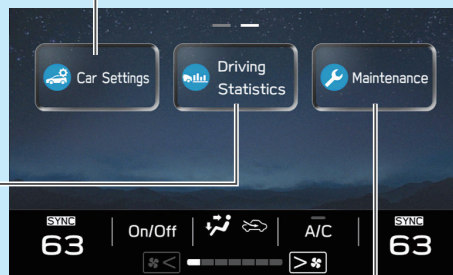 Car Settings
Driving
Statistics
Maintenance
SYNC
63
On/Off
A/C
SYNC
63